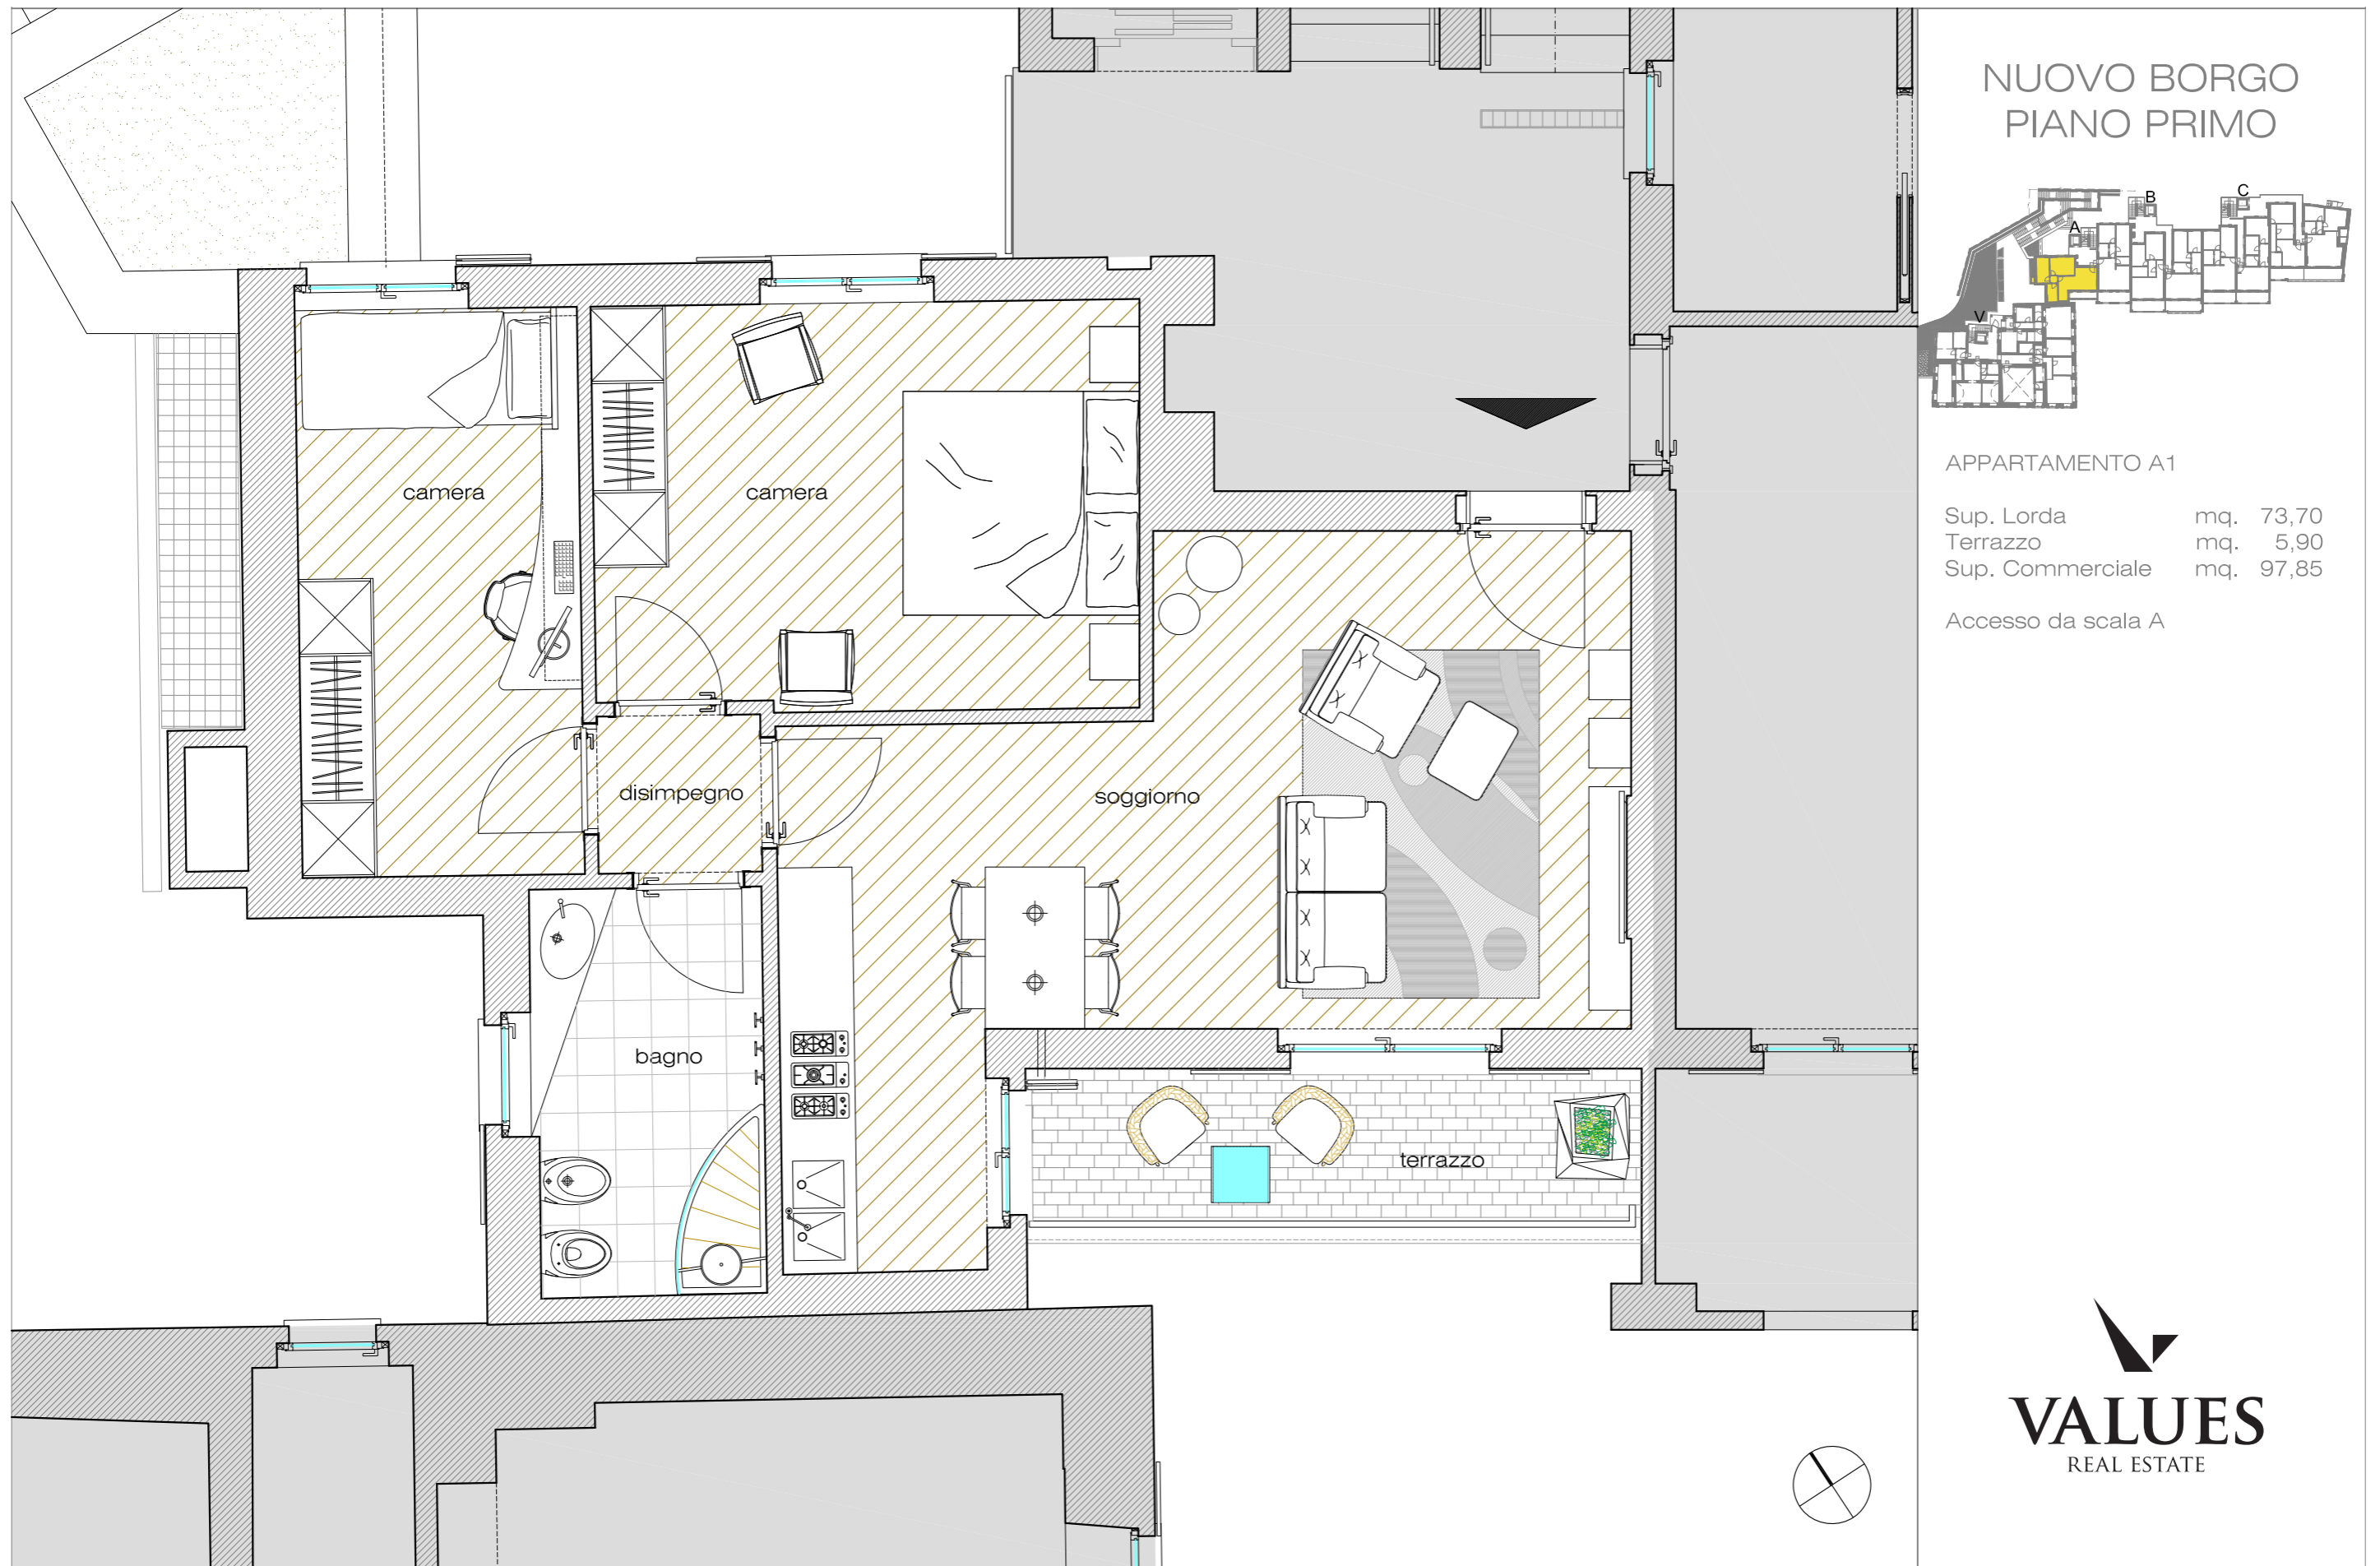 NUOVO BORGO
PIANO PRIMO
B
C
A
V
APPARTAMENTO A1
Sup. Lorda mq. 73,70
Terrazzo mq. 5,90
Sup. Commerciale mq. 97,85
Accesso da scala A
camera
camera
disimpegno
soggiorno
bagno
terrazzo
VALUES
REAL ESTATE